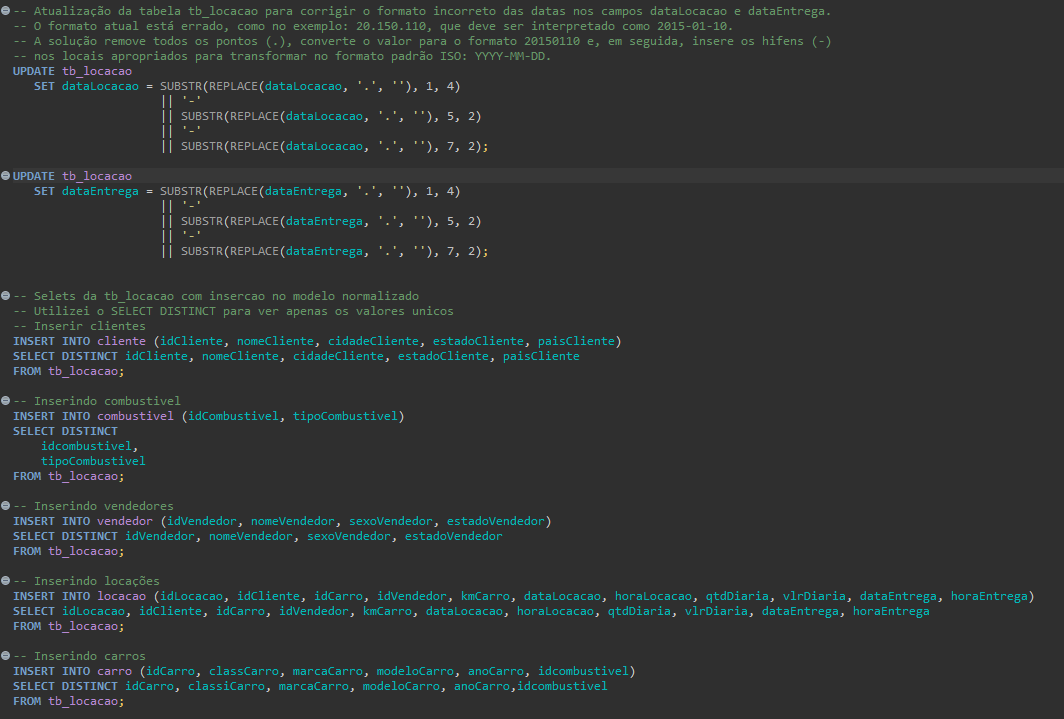 -- Atualização da tabela tb_locacao para corrigir o formato incorreto das datas nos campos dataLocacao e dataEntrega.
-- O formato atual está errado, como no exemplo: 20.150.110, que deve ser interpretado como 2015-01-10.
-- A solução remove todos os pontos (.), converte o valor para o formato 20150110 e, em seguida, insere os hifens (-)
-- nos locais apropriados para transformar no formato padrão ISO: YYYY-MM-DD.
UPDATE tb_locacao
   SET dataLocacao = SUBSTR(REPLACE(dataLocacao, '.', ''), 1, 4)
                     || '-'
                     || SUBSTR(REPLACE(dataLocacao, '.', ''), 5, 2)
                     || '-'
                     || SUBSTR(REPLACE(dataLocacao, '.', ''), 7, 2);
UPDATE tb_locacao
   SET dataEntrega = SUBSTR(REPLACE(dataEntrega, '.', ''), 1, 4)
                     || '-'
                     || SUBSTR(REPLACE(dataEntrega, '.', ''), 5, 2)
                     || '-'
                     || SUBSTR(REPLACE(dataEntrega, '.', ''), 7, 2);
-- Selets da tb_locacao com insercao no modelo normalizado
-- Utilizei o SELECT DISTINCT para ver apenas os valores unicos
-- Inserir clientes
INSERT INTO cliente (idCliente, nomeCliente, cidadeCliente, estadoCliente, paisCliente)
SELECT DISTINCT idCliente, nomeCliente, cidadeCliente, estadoCliente, paisCliente
FROM tb_locacao;
-- Inserindo combustivel
INSERT INTO combustivel (idCombustivel, tipoCombustivel)
SELECT DISTINCT
    idcombustivel,
    tipoCombustivel
FROM tb_locacao;
-- Inserindo vendedores
INSERT INTO vendedor (idVendedor, nomeVendedor, sexoVendedor, estadoVendedor)
SELECT DISTINCT idVendedor, nomeVendedor, sexoVendedor, estadoVendedor
FROM tb_locacao;
-- Inserindo locações
INSERT INTO locacao (idLocacao, idCliente, idCarro, idVendedor, kmCarro, dataLocacao, horaLocacao, qtdDiaria, vlrDiaria, dataEntrega, horaEntrega)
SELECT idLocacao, idCliente, idCarro, idVendedor, kmCarro, dataLocacao, horaLocacao, qtdDiaria, vlrDiaria, dataEntrega, horaEntrega
FROM tb_locacao;
-- Inserindo carros
INSERT INTO carro (idCarro, classCarro, marcaCarro, modeloCarro, anoCarro, idcombustivel)
SELECT DISTINCT idCarro, classiCarro, marcaCarro, modeloCarro, anoCarro,idcombustivel
FROM tb_locacao;